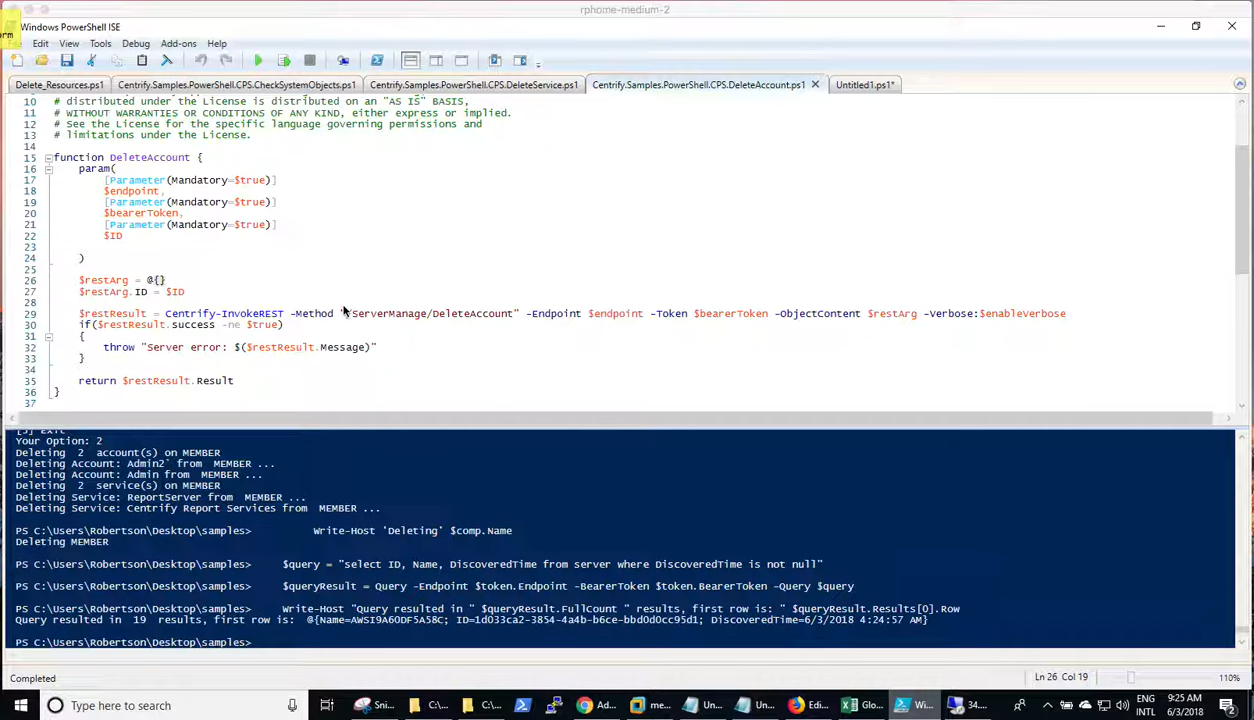 rphome-medium-2
orm
Windows PowerShell ISE
Edit View Tools Debug Add-ons Help
Delete_Resources.ps1 Centrify.Samples.PowerShell.CPS.CheckSystemObjects.ps1 Centrify.Samples.PowerShell.CPS.DeleteService.ps1 Centrify.Samples.PowerShell.CPS.DeleteAccount.ps1 Untitled1.ps1*
10 # distributed under the License is distributed on an "AS IS" BASIS,
11 # WITHOUT WARRANTIES OR CONDITIONS OF ANY KIND, either express or implied.
12 # See the License for the specific language governing permissions and
13 # limitations under the License.
14
15 function DeleteAccount {
16 param(
17 [Parameter(Mandatory=$true)]
18 $endpoint,
19 [Parameter(Mandatory=$true)]
20 $bearerToken,
21 [Parameter(Mandatory=$true)]
22 $ID
23
24 )
25
26 $restArg = @{}
27 $restArg.ID = $ID
28
29 $restResult = Centrify-InvokeREST -Method "/ServerManage/DeleteAccount" -Endpoint $endpoint -Token $bearerToken -ObjectContent $restArg -Verbose:$enableVerbose
30 if($restResult.success -ne $true)
31 {
32 throw "Server error: $($restResult.Message)"
33 }
34
35 return $restResult.Result
36 }
37
[3] Exit
Your Option: 2
Deleting 2 account(s) on MEMBER
Deleting Account: Admin2` from MEMBER ...
Deleting Account: Admin from MEMBER ...
Deleting 2 service(s) on MEMBER
Deleting Service: ReportServer from MEMBER ...
Deleting Service: Centrify Report Services from MEMBER ...
PS C:\Users\Robertson\Desktop\samples> Write-Host 'Deleting' $comp.Name
Deleting MEMBER
PS C:\Users\Robertson\Desktop\samples> $query = "select ID, Name, DiscoveredTime from server where DiscoveredTime is not null"
PS C:\Users\Robertson\Desktop\samples> $queryResult = Query -Endpoint $token.Endpoint -BearerToken $token.BearerToken -Query $query
PS C:\Users\Robertson\Desktop\samples> Write-Host "Query resulted in " $queryResult.FullCount " results, first row is: " $queryResult.Results[0].Row
Query resulted in 19 results, first row is: @{Name=AWSI9A60DF5A58C; ID=1d033ca2-3854-4a4b-b6ce-bbd0d0cc95d1; DiscoveredTime=6/3/2018 4:24:57 AM}
PS C:\Users\Robertson\Desktop\samples>
Completed Ln 26 Col 19 110%
Type here to search Sni... C:\... C:\... Ad... me... Un... Un... Edi... Glo... Wi... 34.... ENG INTL 9:25 AM 6/3/2018 2